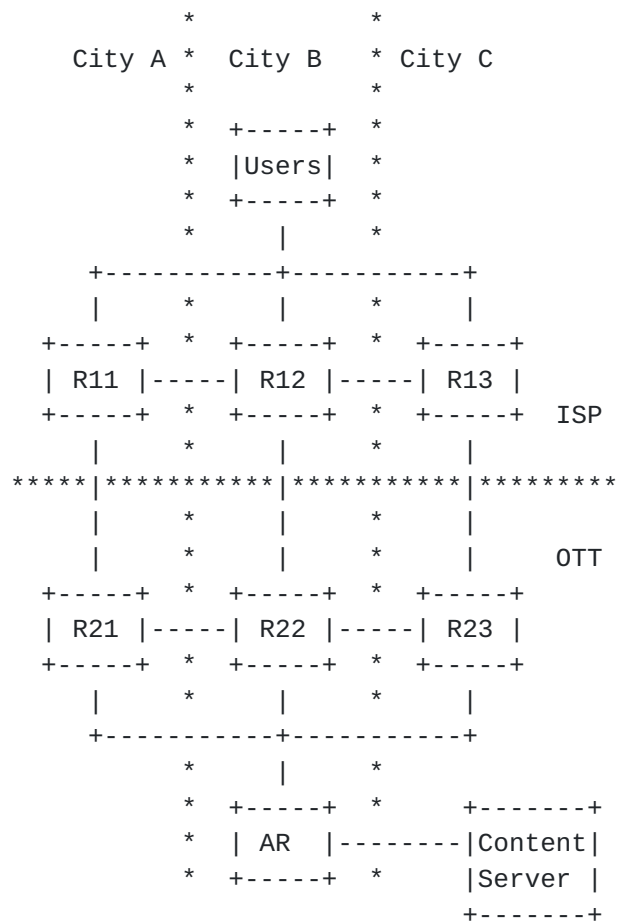 City A * City B * City C
Users
R11 R12 R13
ISP
OTT
R21 R22 R23
AR Content
Server